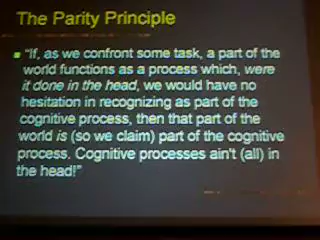 The Parity Principle
"If, as we confront some task, a part of the
world functions as a process which, were
it done in the head, we would have no
hesitation in recognizing as part of the
cognitive process, then that part of the
world is (so we claim) part of the cognitive
process. Cognitive processes ain't (all) in
the head!"